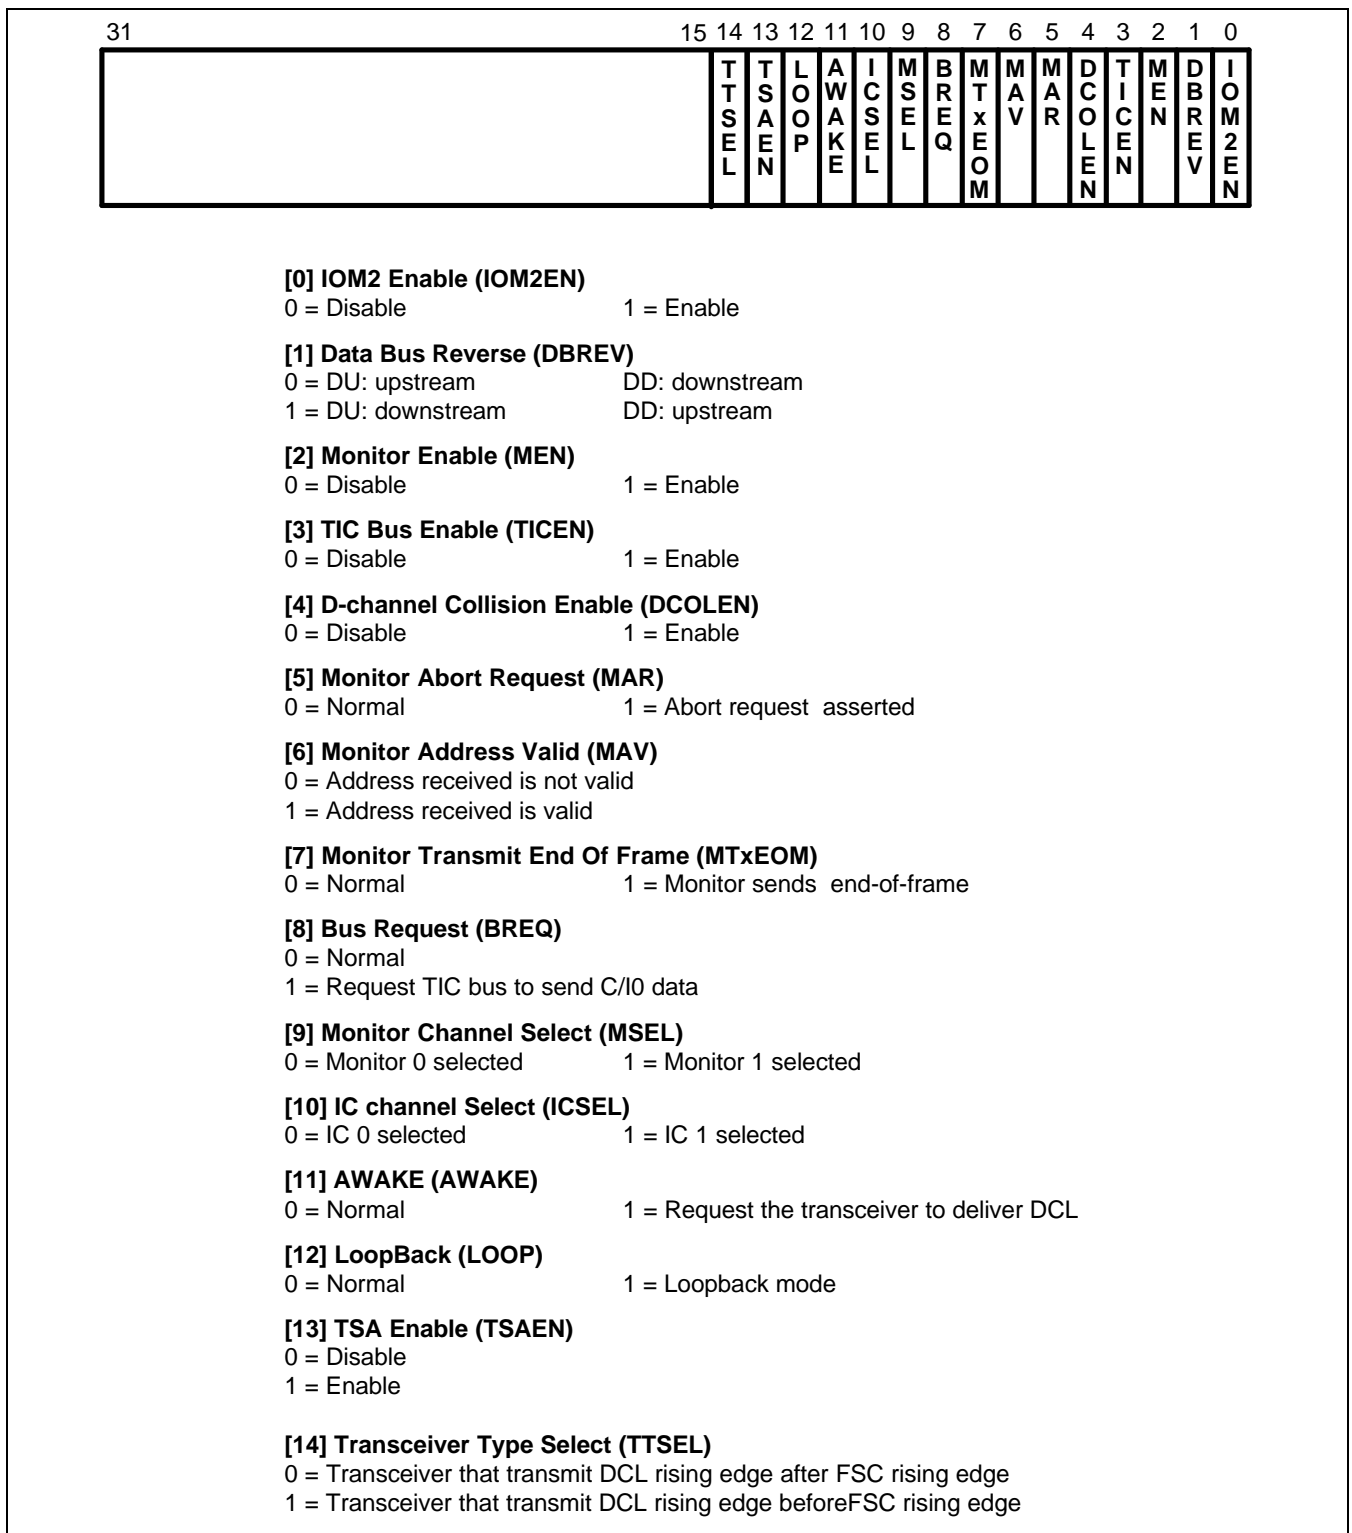 31 15 14 13 12 11 10 9 8 7 6 5 4 3 2 1 0
TTSEL TSAEN LOOP AWAKE ICSEL MSEL BREQ MTxEOM MAV MAR DCOLEN TICEN MEN DBREV IOM2EN
[0] IOM2 Enable (IOM2EN)
0 = Disable 1 = Enable
[1] Data Bus Reverse (DBREV)
0 = DU: upstream DD: downstream
1 = DU: downstream DD: upstream
[2] Monitor Enable (MEN)
0 = Disable 1 = Enable
[3] TIC Bus Enable (TICEN)
0 = Disable 1 = Enable
[4] D-channel Collision Enable (DCOLEN)
0 = Disable 1 = Enable
[5] Monitor Abort Request (MAR)
0 = Normal 1 = Abort request asserted
[6] Monitor Address Valid (MAV)
0 = Address received is not valid
1 = Address received is valid
[7] Monitor Transmit End Of Frame (MTxEOM)
0 = Normal 1 = Monitor sends end-of-frame
[8] Bus Request (BREQ)
0 = Normal
1 = Request TIC bus to send C/I0 data
[9] Monitor Channel Select (MSEL)
0 = Monitor 0 selected 1 = Monitor 1 selected
[10] IC channel Select (ICSEL)
0 = IC 0 selected 1 = IC 1 selected
[11] AWAKE (AWAKE)
0 = Normal 1 = Request the transceiver to deliver DCL
[12] LoopBack (LOOP)
0 = Normal 1 = Loopback mode
[13] TSA Enable (TSAEN)
0 = Disable
1 = Enable
[14] Transceiver Type Select (TTSEL)
0 = Transceiver that transmit DCL rising edge after FSC rising edge
1 = Transceiver that transmit DCL rising edge beforeFSC rising edge